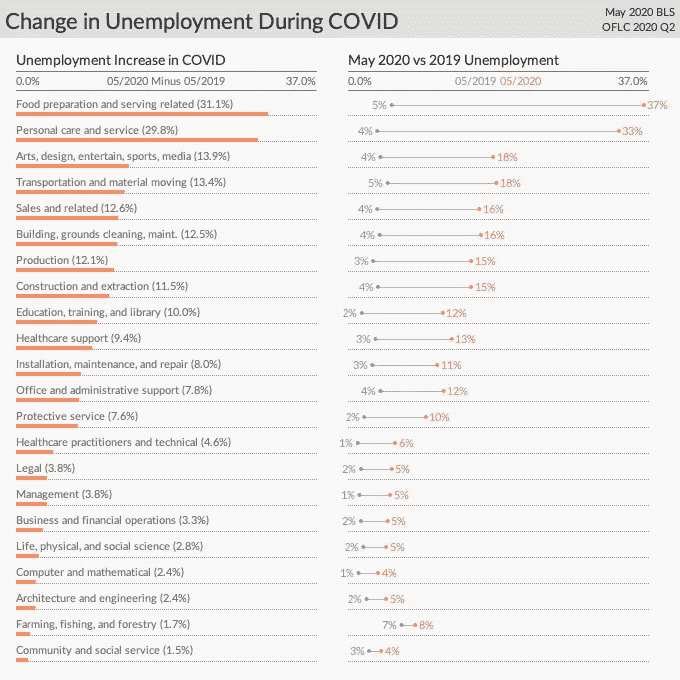 Change in Unemployment During COVID
May 2020 BLS
OFLC 2020 Q2
Unemployment Increase in COVID
May 2020 vs 2019 Unemployment
0.0% 05/2020 Minus 05/2019 37.0%
0.0% 05/2019 05/2020 37.0%
Food preparation and serving related (31.1%)
5% 37%
Personal care and service (29.8%)
4% 33%
Arts, design, entertain, sports, media (13.9%)
4% 18%
Transportation and material moving (13.4%)
5% 18%
Sales and related (12.6%)
4% 16%
Building, grounds cleaning, maint. (12.5%)
4% 16%
Production (12.1%)
3% 15%
Construction and extraction (11.5%)
4% 15%
Education, training, and library (10.0%)
2% 12%
Healthcare support (9.4%)
3% 13%
Installation, maintenance, and repair (8.0%)
3% 11%
Office and administrative support (7.8%)
4% 12%
Protective service (7.6%)
2% 10%
Healthcare practitioners and technical (4.6%)
1% 6%
Legal (3.8%)
2% 5%
Management (3.8%)
1% 5%
Business and financial operations (3.3%)
2% 5%
Life, physical, and social science (2.8%)
2% 5%
Computer and mathematical (2.4%)
1% 4%
Architecture and engineering (2.4%)
2% 5%
Farming, fishing, and forestry (1.7%)
7% 8%
Community and social service (1.5%)
3% 4%